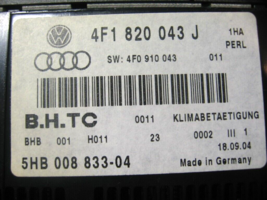 4F1 820 043 J
1HA
PERL
SW: 4F0 910 043
011
B.H.TC
0011
KLIMABETAETIGUNG
BHB 001 H011 23 0002 III 1
18.09.04
5HB 008 833-04
Made in Germany